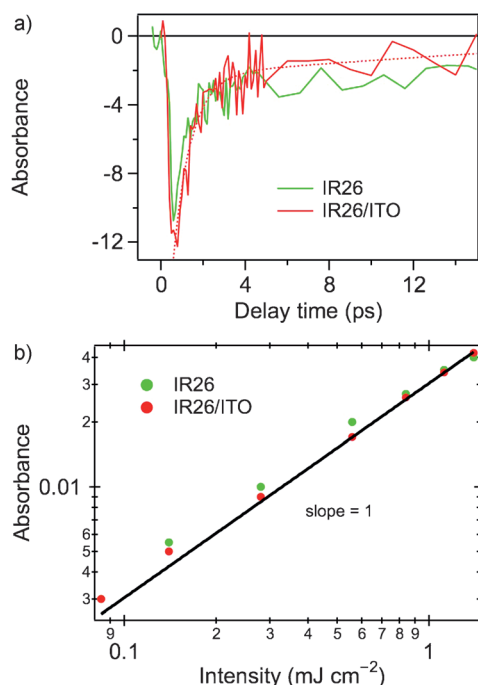 a)
0
-4
-8
-12
Absorbance
IR26
IR26/ITO
0 4 8 12
Delay time (ps)
b)
IR26
IR26/ITO
4
3
2
0.01
6
5
4
3
Absorbance
slope = 1
9 2 3 4 5 6 7 8 9
0.1 1
Intensity (mJ cm⁻²)